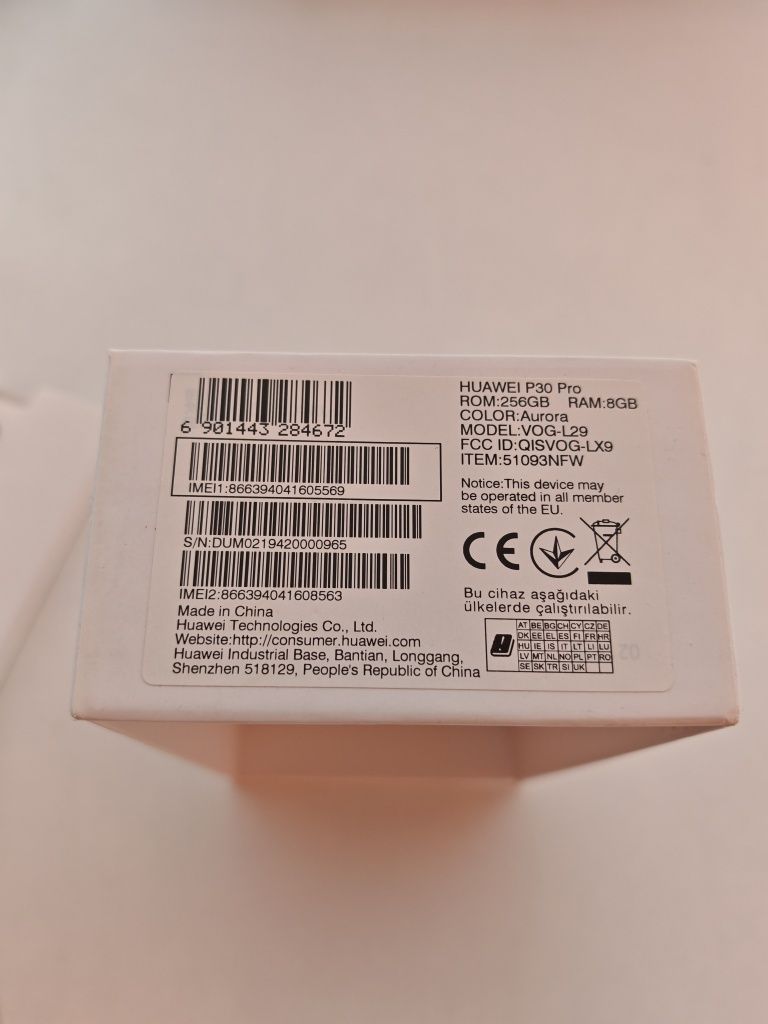 6 901443 284672
IMEI1:866394041605569
S/N:DUM0219420000965
IMEI2:866394041608563
Made in China
Huawei Technologies Co., Ltd.
Website:http://consumer.huawei.com
Huawei Industrial Base, Bantian, Longgang,
Shenzhen 518129, People's Republic of China
HUAWEI P30 Pro
ROM:256GB RAM:8GB
COLOR:Aurora
MODEL:VOG-L29
FCC ID:QISVOG-LX9
ITEM:51093NFW
Notice:This device may
be operated in all member
states of the EU.
CE
Bu cihaz aşağıdaki
ülkelerde çalıştırılabilir.
AT BE BG CH CY CZ DE
DK EE EL ES FI FR HR
HU IE IS IT LT LI LU
LV MT NL NO PL PT RO
SE SK TR SI UK